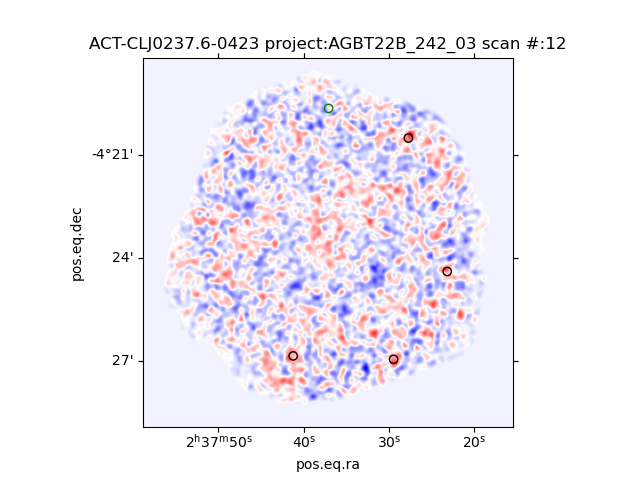 ACT-CLJ0237.6-0423 project:AGBT22B_242_03 scan #:12
pos.eq.dec
-4°21'
24'
27'
2ʰ37ᵐ50ˢ 40ˢ 30ˢ 20ˢ
pos.eq.ra